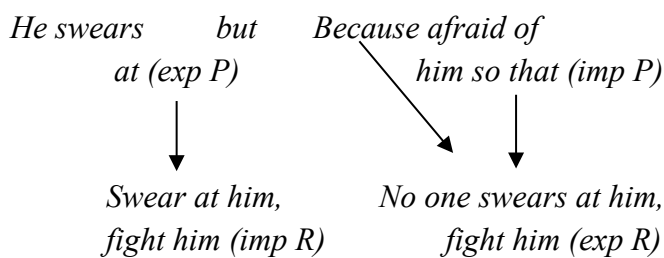 He swears but Because afraid of
at (exp P) him so that (imp P)
Swear at him, No one swears at him,
fight him (imp R) fight him (exp R)